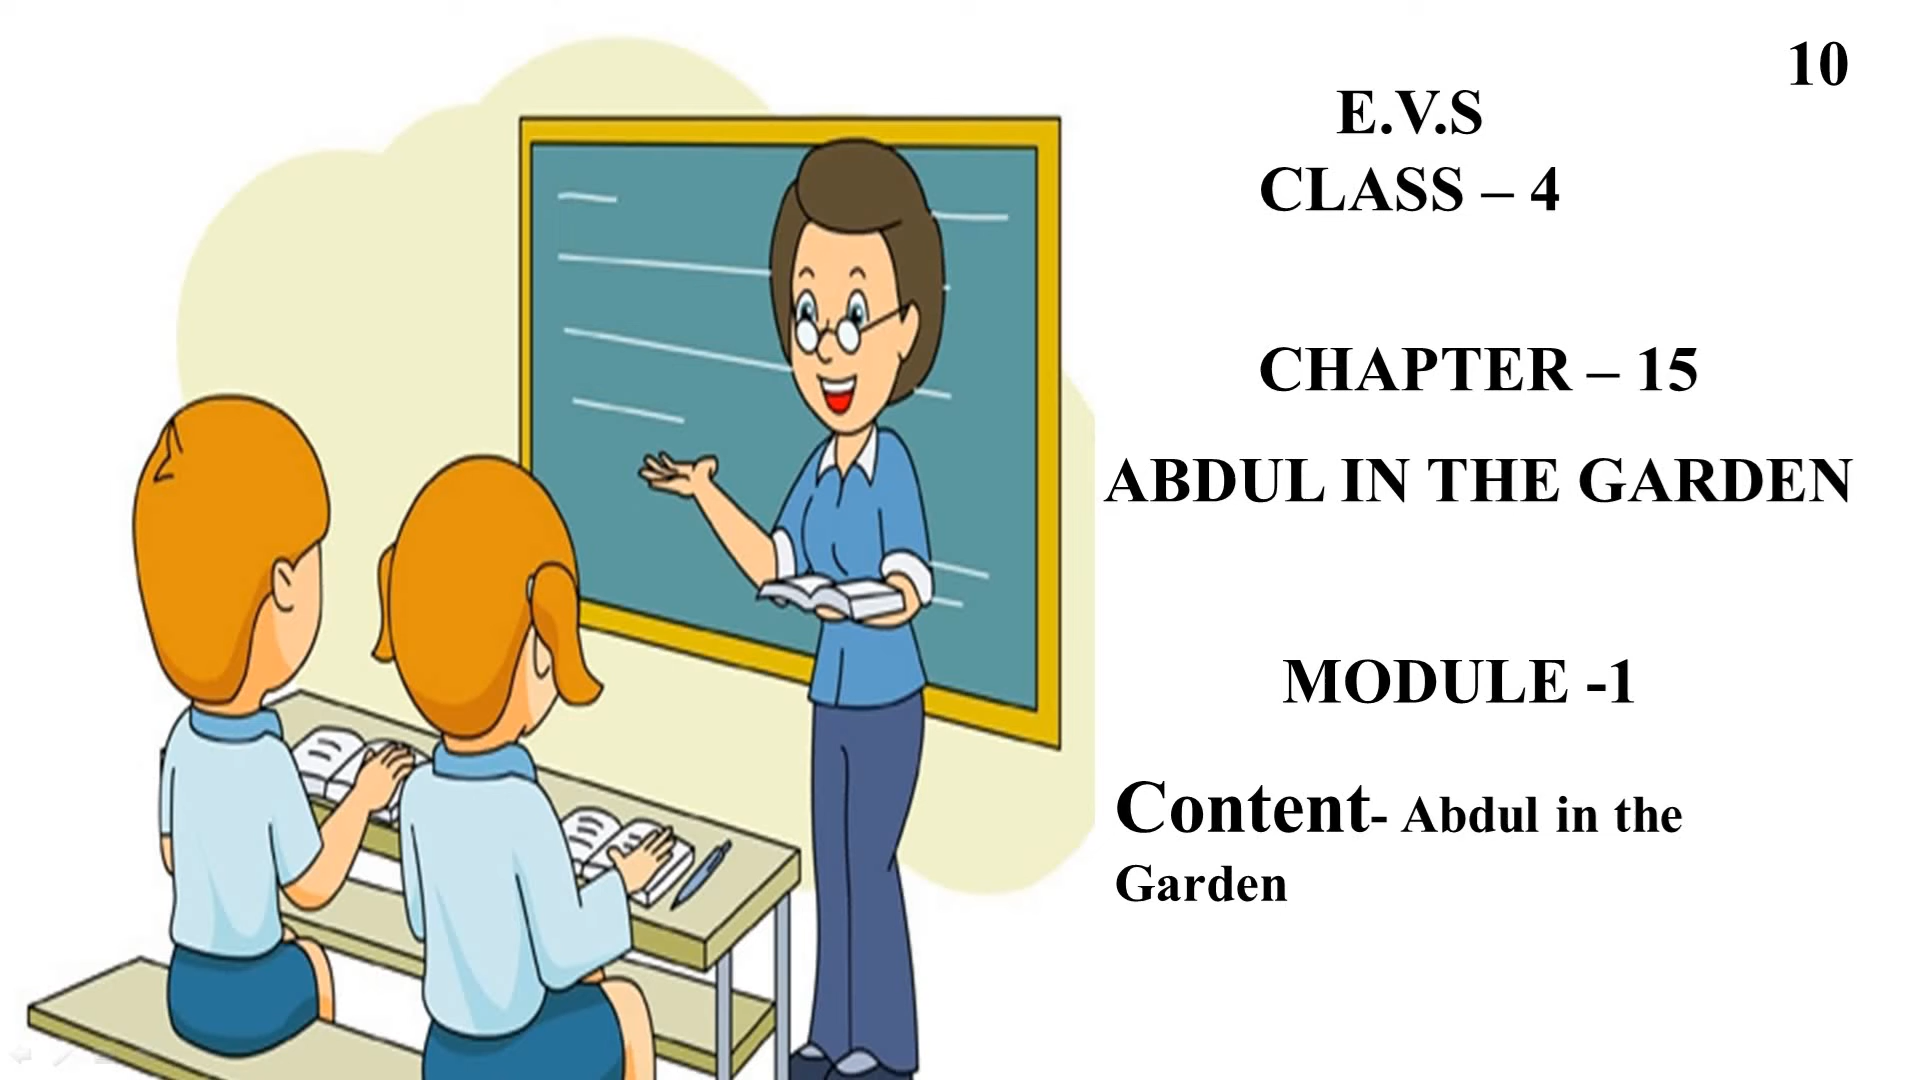 10
E.V.S
CLASS – 4
CHAPTER – 15
ABDUL IN THE GARDEN
MODULE -1
Content- Abdul in the
Garden